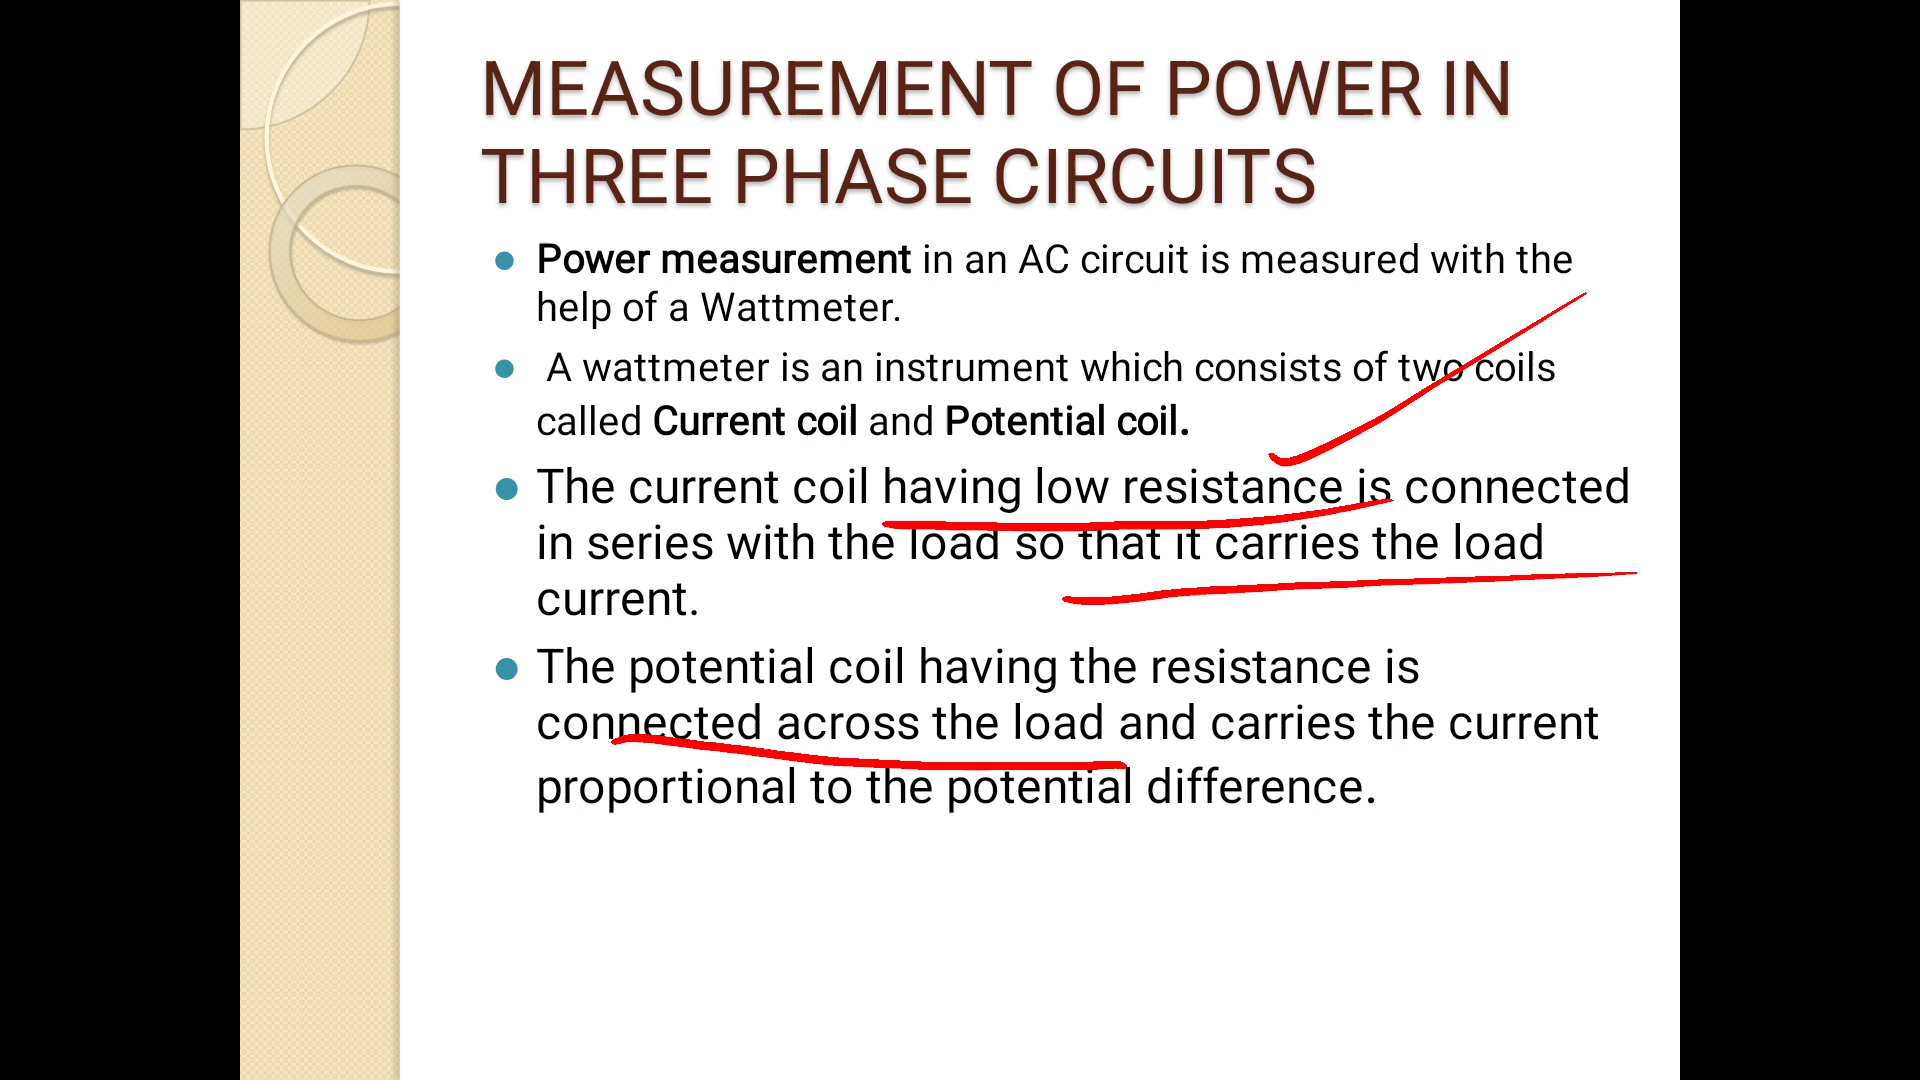 MEASUREMENT OF POWER IN
THREE PHASE CIRCUITS
Power measurement in an AC circuit is measured with the
help of a Wattmeter.
A wattmeter is an instrument which consists of two coils
called Current coil and Potential coil.
The current coil having low resistance is connected
in series with the load so that it carries the load
current.
The potential coil having the resistance is
connected across the load and carries the current
proportional to the potential difference.